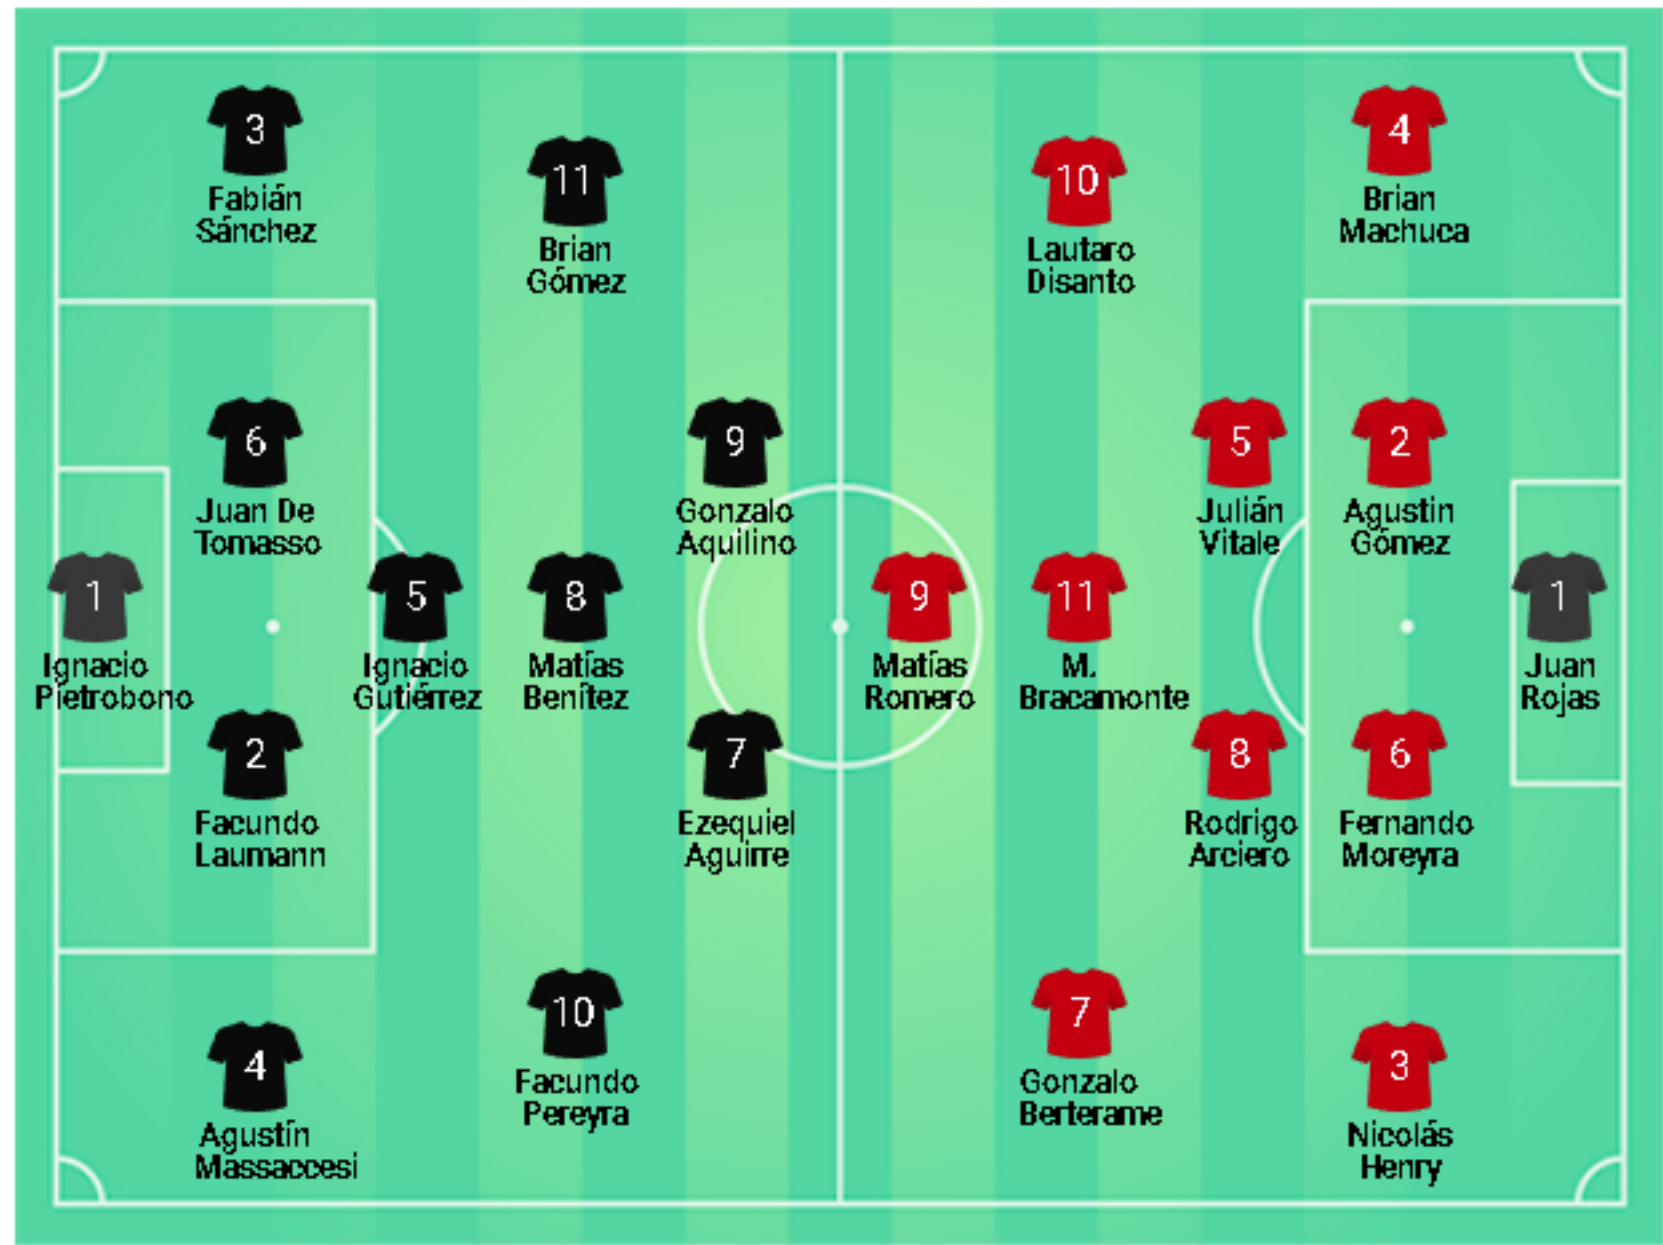 3
Fabián
Sánchez
11
Brian
Gómez
10
Lautaro
Disanto
4
Brian
Machuca
6
Juan De
Tomasso
9
Gonzalo
Aquilino
5
Julián
Vitale
2
Agustin
Gómez
1
Ignacio
Pietrobono
5
Ignacio
Gutiérrez
8
Matías
Benítez
9
Matías
Romero
11
M.
Bracamonte
1
Juan
Rojas
2
Facundo
Laumann
7
Ezequiel
Aguirre
8
Rodrigo
Arciero
6
Fernando
Moreyra
10
Facundo
Pereyra
7
Gonzalo
Berterame
4
Agustín
Massaccesi
3
Nicolás
Henry